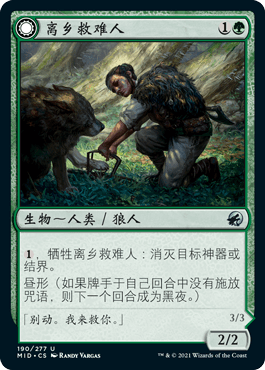 离乡救难人 1
生物～人类／狼人
1，牺牲离乡救难人：消灭目标神器或
结界。
昼形（如果牌手于自己回合中没有施放
咒语，则下一个回合成为黑夜。）
「别动。我来救你。」
3/3
2/2
190/277 U
MID • CS RANDY VARGAS
™ & © 2021 Wizards of the Coast